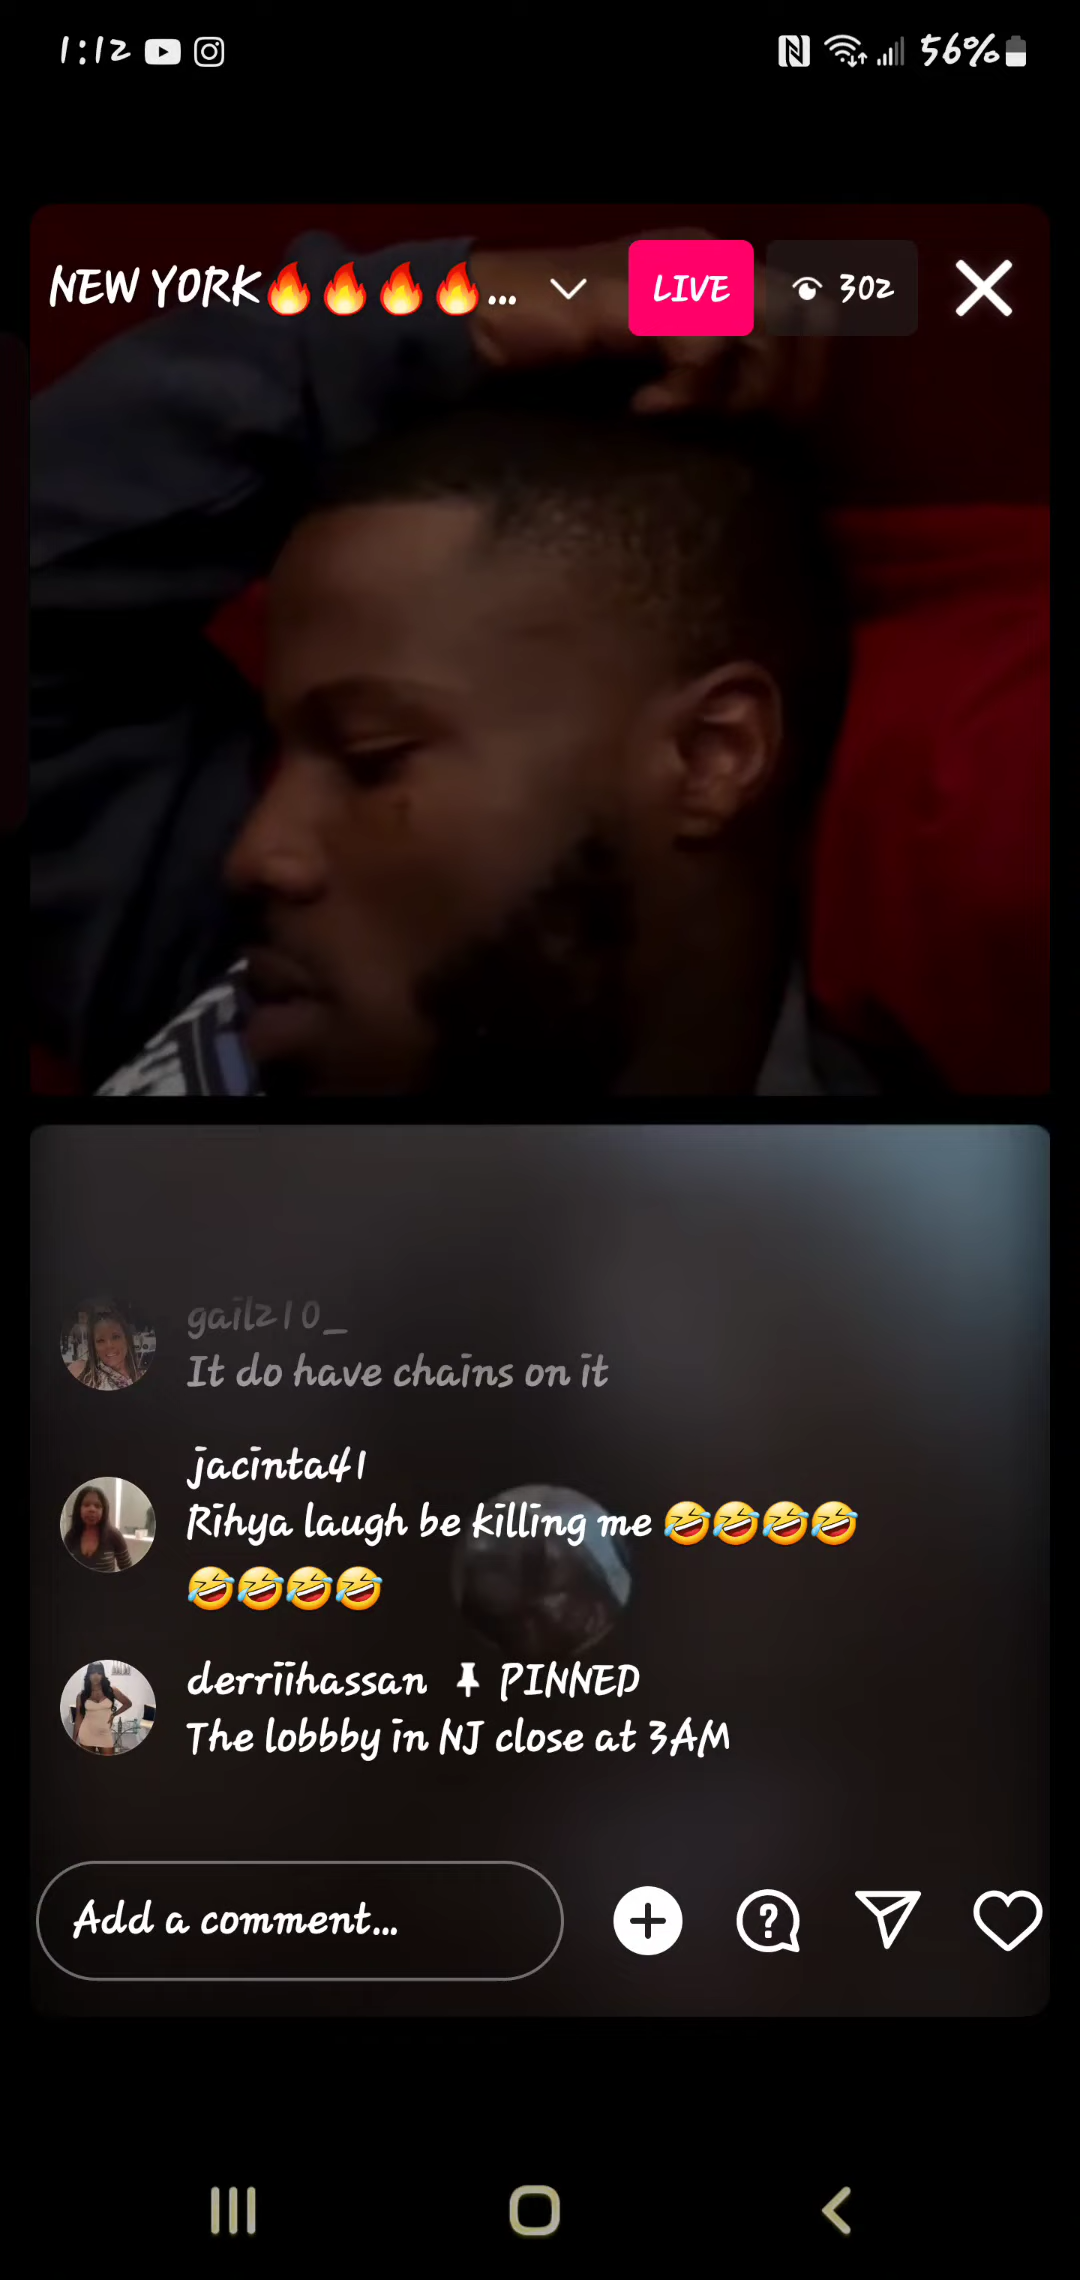 1:12 56%
NEW YORK🔥🔥🔥🔥... LIVE 302
gail210_
It do have chains on it
jacinta41
Rihya laugh be killing me 🤣🤣🤣🤣
🤣🤣🤣🤣
derriihassan PINNED
The lobbby in NJ close at 3AM
Add a comment...